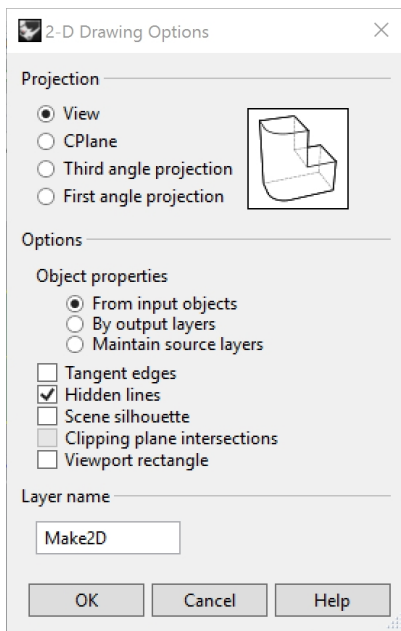 2-D Drawing Options
Projection
View
CPlane
Third angle projection
First angle projection
Options
Object properties
From input objects
By output layers
Maintain source layers
Tangent edges
Hidden lines
Scene silhouette
Clipping plane intersections
Viewport rectangle
Layer name
Make2D
OK Cancel Help